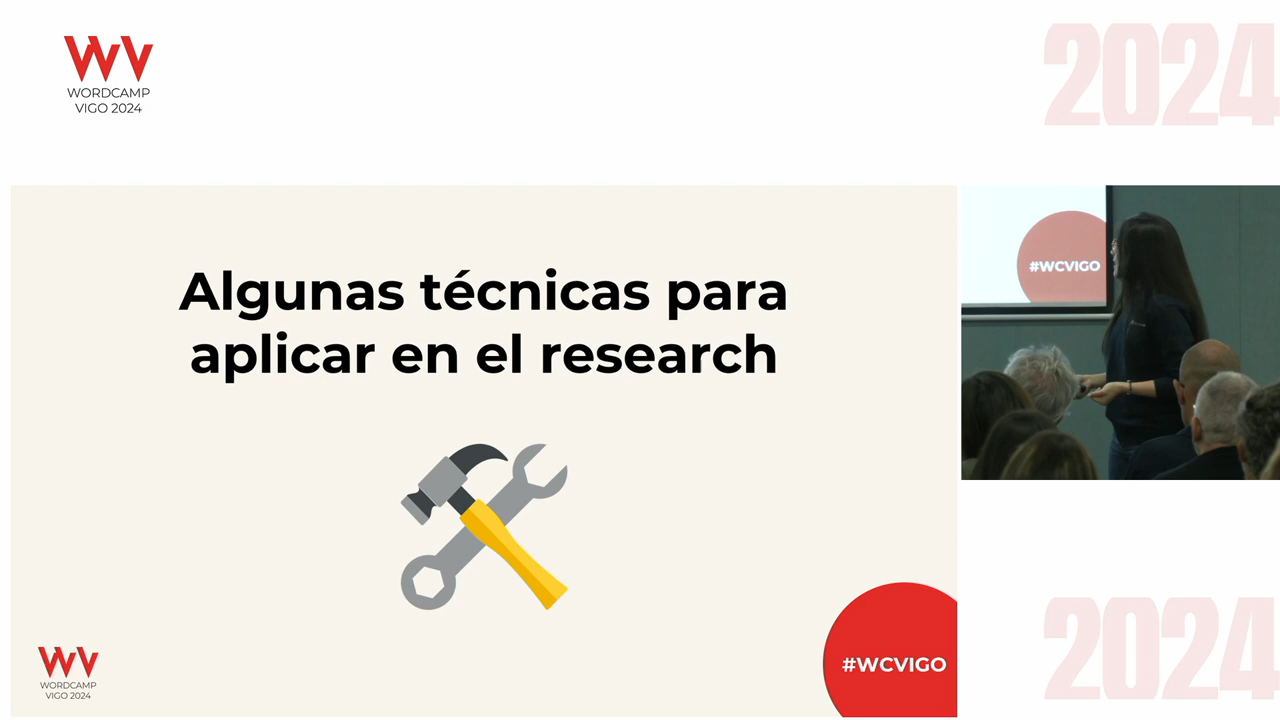 WORDCAMP
VIGO 2024
2024
Algunas técnicas para
aplicar en el research
#WCVIGO
WORDCAMP
VIGO 2024
#WCVIGO
2024